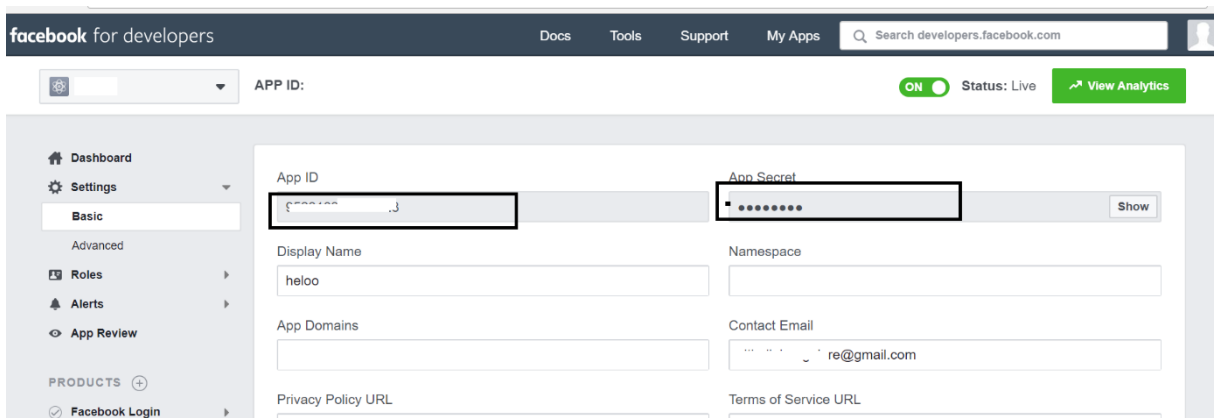 facebook for developers
Docs
Tools
Support
My Apps
Search developers.facebook.com
APP ID:
ON
Status: Live
View Analytics
Dashboard
Settings
Basic
Advanced
Roles
Alerts
App Review
PRODUCTS
Facebook Login
App ID
App Secret
Show
Display Name
Namespace
heloo
App Domains
Contact Email
re@gmail.com
Privacy Policy URL
Terms of Service URL